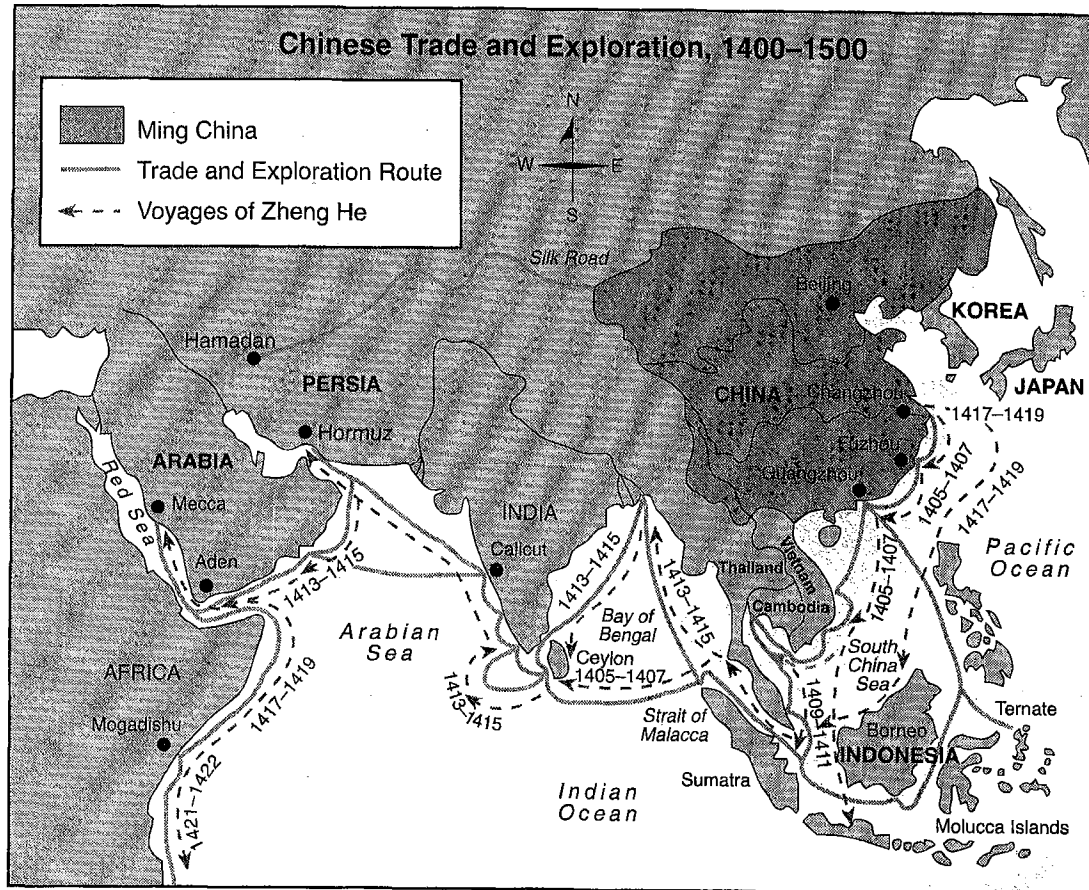 Chinese Trade and Exploration, 1400–1500
Ming China
Trade and Exploration Route
Voyages of Zheng He
N
W
E
S
Silk Road
Beijing
KOREA
Hamadan
PERSIA
CHINA
Changzhou
JAPAN
1417–1419
Hormuz
Fuzhou
ARABIA
Guangzhou
1405–1407
1417–1419
Red Sea
Mecca
INDIA
Pacific
Ocean
Aden
Calicut
Thailand
Vietnam
Cambodia
1405–1407
1413–1415
1413–1415
1413–1415
Bay of
Bengal
Arabian
Sea
South
China
Sea
AFRICA
Ceylon
1405–1407
1417–1419
1413–1415
1409–1411
Mogadishu
Strait of
Malacca
Borneo
Ternate
INDONESIA
Sumatra
1421–1422
Indian
Ocean
Molucca Islands